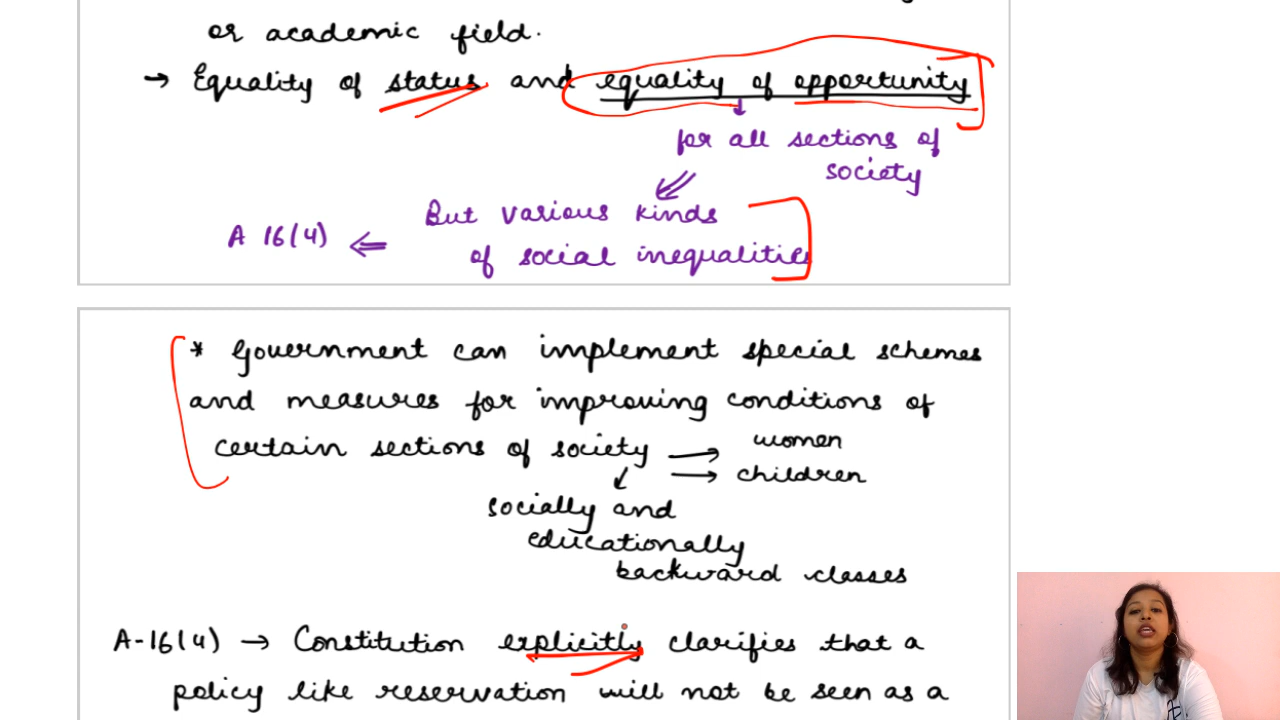 or academic field.
→ Equality of status and equality of opportunity
for all sections of
society
But various kinds
A 16(4) ⇐ of social inequalities
* Government can implement special schemes
and measures for improving conditions of
certain sections of society → women
→ children
socially and
educationally
backward classes
A-16(4) → Constitution explicitly clarifies that a
policy like reservation will not be seen as a